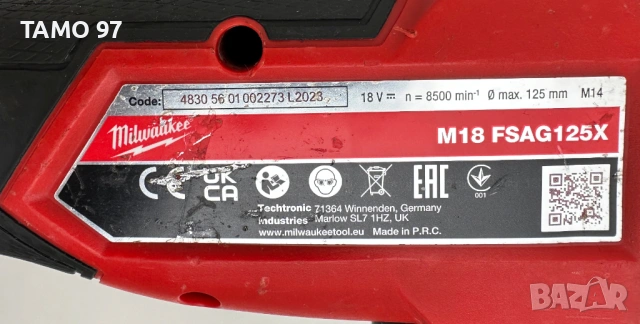 TAMO 97
Code: 4830 56 01 002273 L2023 18 V n = 8500 min⁻¹ Ø max. 125 mm M14
Milwaukee
M18 FSAG125X
CE UK CA EAC 001
Techtronic Industries
71364 Winnenden, Germany
Marlow SL7 1HZ, UK
www.milwaukeetool.eu Made in P.R.C.
BAZAR